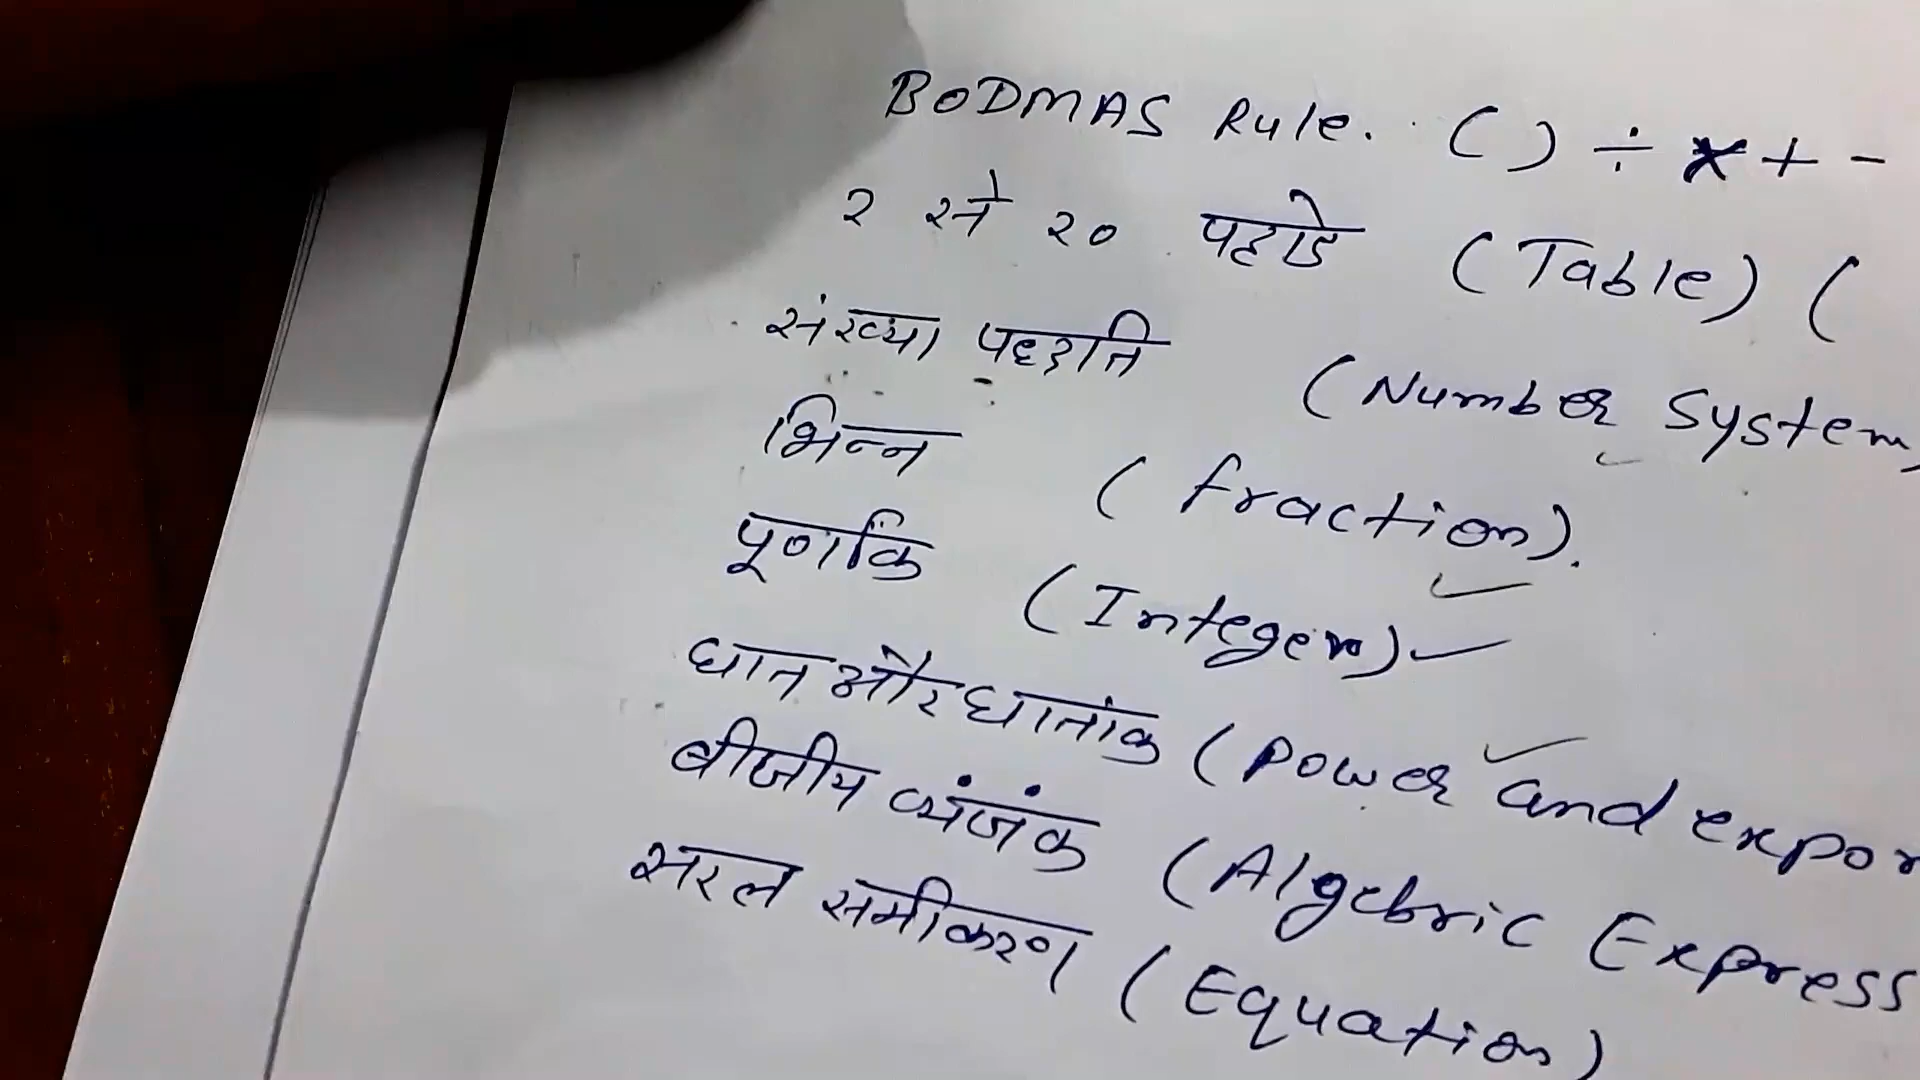 BODMAS Rule. ( ) ÷ × + -
२ से २० पहाडे (Table) (
संख्या पद्धति (Number System)
भिन्न (fraction).
पूर्णांक (Integer)
घात और घातांक (Power and expon
बीजीय व्यंजंक (Algebric Express
सरल समीकरण (Equation)